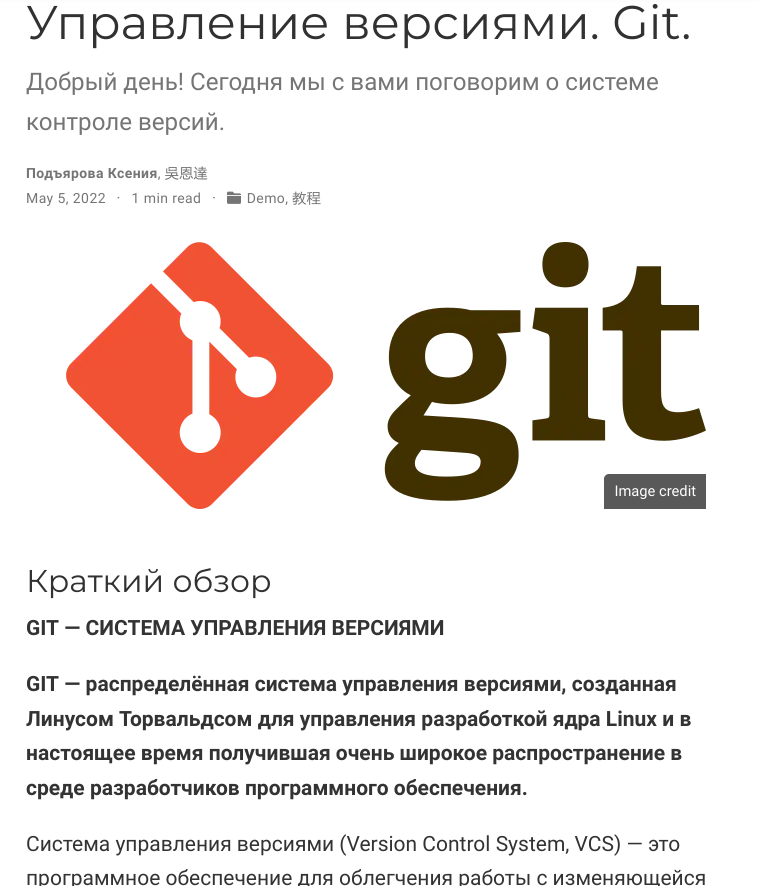 Управление версиями. Git.
Добрый день! Сегодня мы с вами поговорим о системе
контроле версий.
Подъярова Ксения, 吳恩達
May 5, 2022 · 1 min read · Demo, 教程
git
Image credit
Краткий обзор
GIT — СИСТЕМА УПРАВЛЕНИЯ ВЕРСИЯМИ
GIT — распределённая система управления версиями, созданная
Линусом Торвальдсом для управления разработкой ядра Linux и в
настоящее время получившая очень широкое распространение в
среде разработчиков программного обеспечения.
Система управления версиями (Version Control System, VCS) — это
программное обеспечение для облегчения работы с изменяющейся